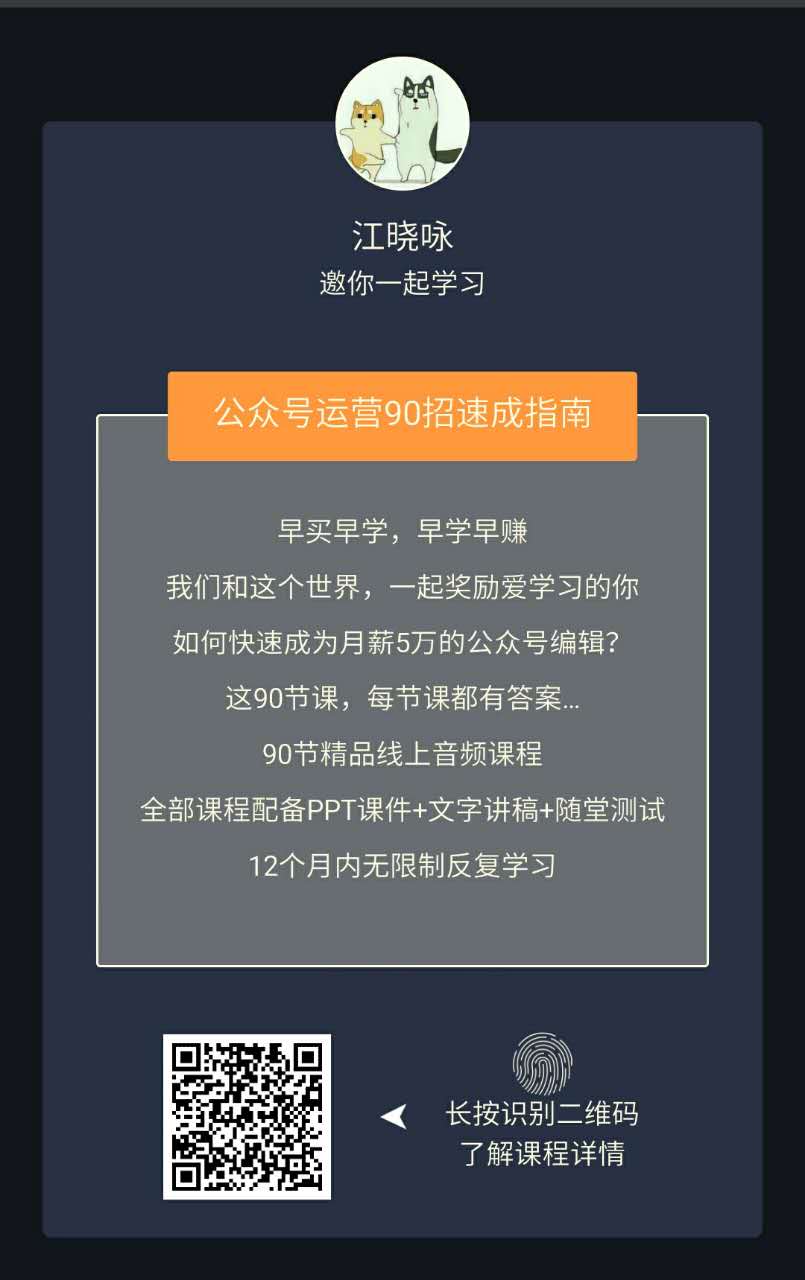 江晓咏
邀你一起学习
公众号运营90招速成指南
早买早学，早学早赚
我们和这个世界，一起奖励爱学习的你
如何快速成为月薪5万的公众号编辑？
这90节课，每节课都有答案...
90节精品线上音频课程
全部课程配备PPT课件+文字讲稿+随堂测试
12个月内无限制反复学习
长按识别二维码
了解课程详情